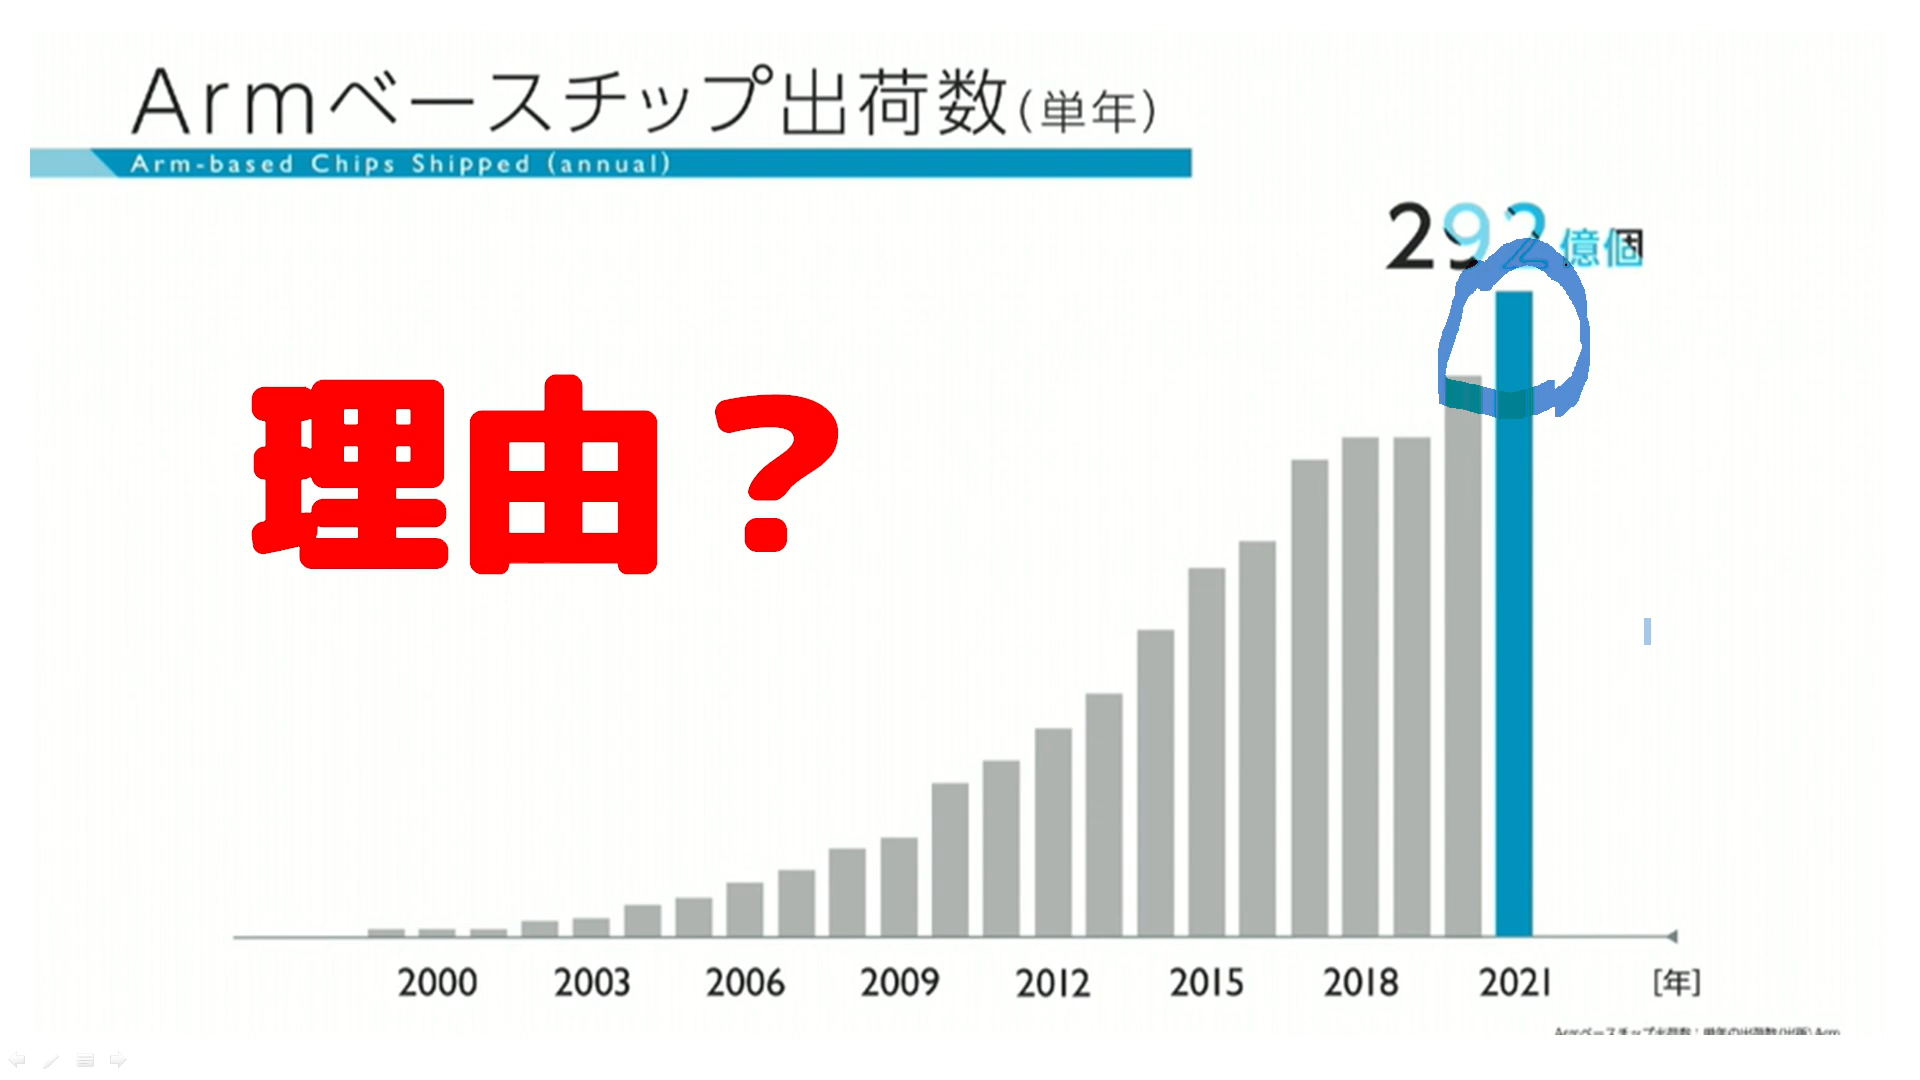 Armベースチップ出荷数(単年)
Arm-based Chips Shipped (annual)
292億個
理由？
2000 2003 2006 2009 2012 2015 2018 2021 [年]